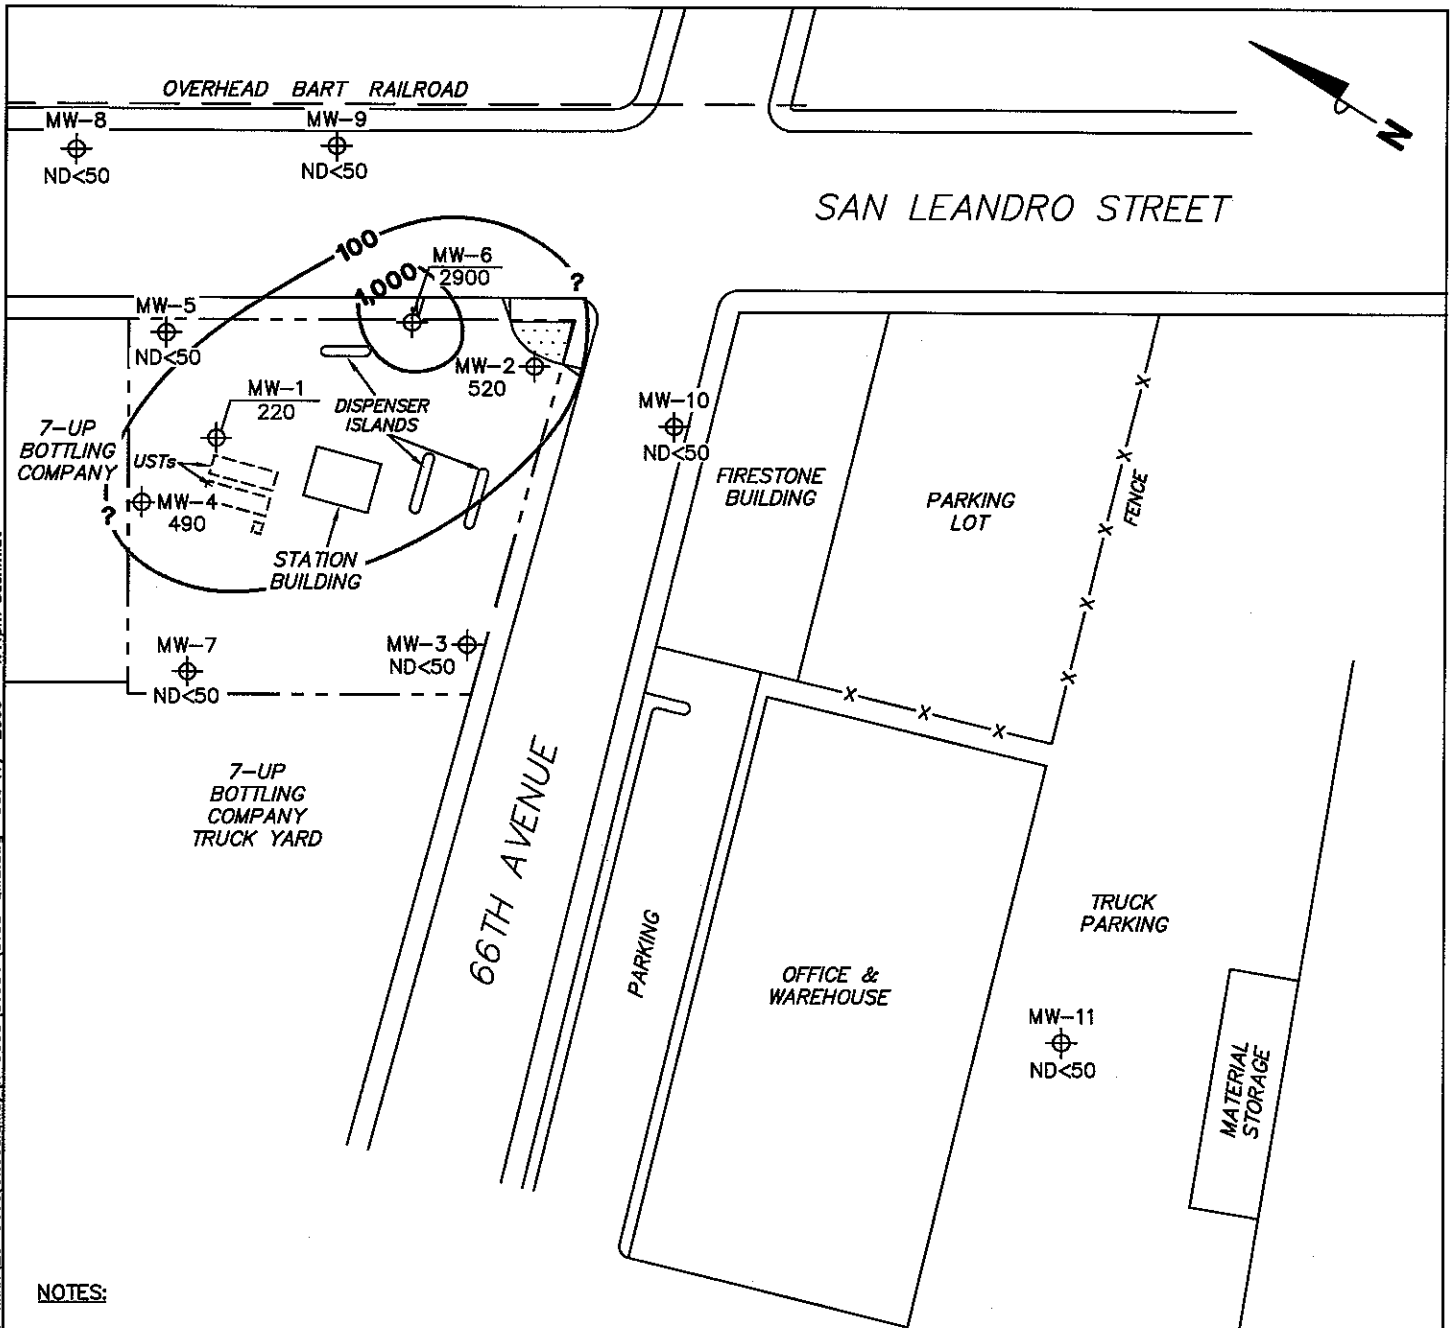 OVERHEAD BART RAILROAD
MW-8
ND<50
MW-9
ND<50
N
SAN LEANDRO STREET
100
MW-6
2900
1,000
?
MW-5
ND<50
MW-2
520
MW-1
220
DISPENSER
ISLANDS
MW-10
ND<50
7-UP
BOTTLING
COMPANY
USTs
MW-4
490
?
STATION
BUILDING
FIRESTONE
BUILDING
PARKING
LOT
X
X
X
X
X
FENCE
MW-7
ND<50
MW-3
ND<50
X
X
X
7-UP
BOTTLING
COMPANY
TRUCK YARD
66TH AVENUE
PARKING
OFFICE &
WAREHOUSE
TRUCK
PARKING
MW-11
ND<50
MATERIAL
STORAGE
NOTES: